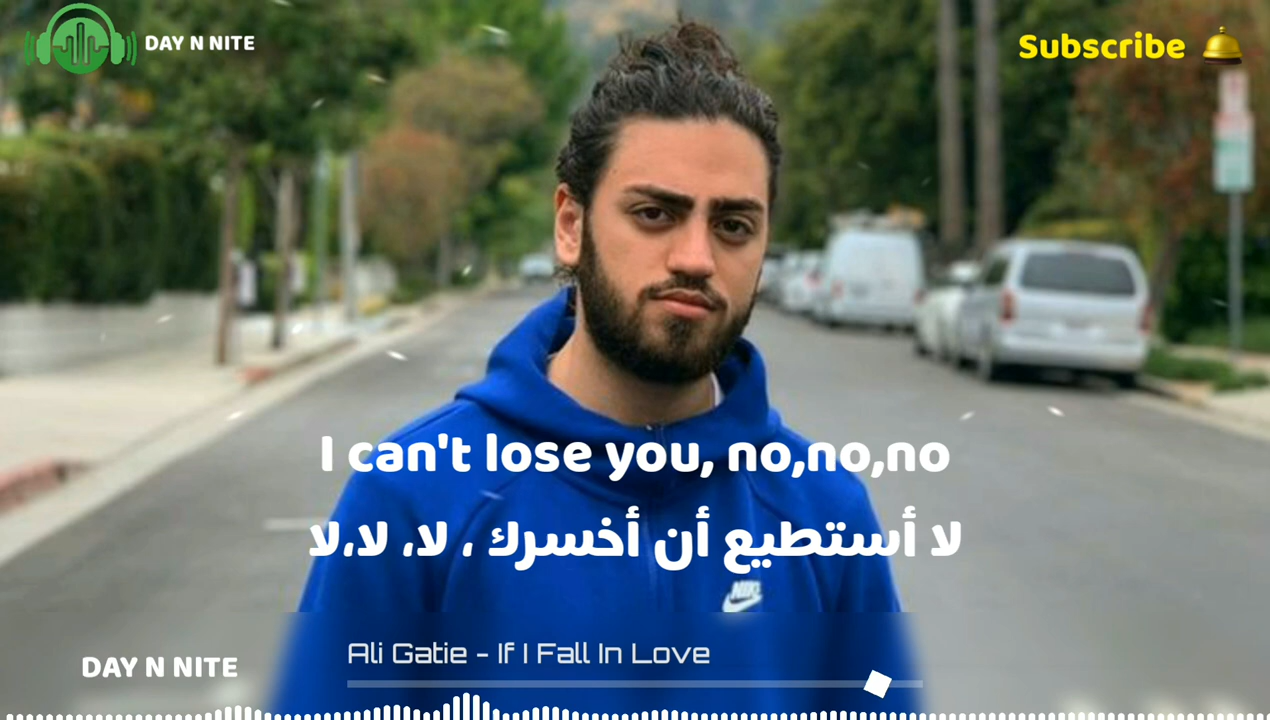 DAY N NITE
Subscribe
I can't lose you, no,no,no
لا أستطيع أن أخسرك ، لا، لا،لا
NIKE
Ali Gatie - If I Fall In Love
DAY N NITE